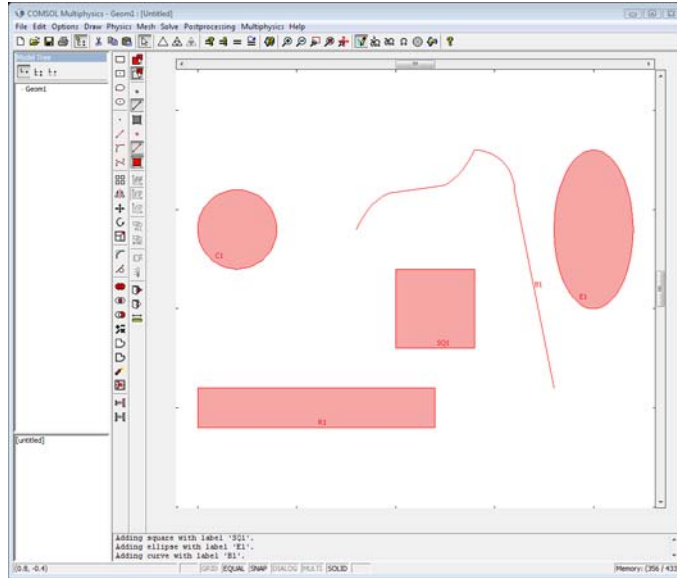 COMSOL Multiphysics - Geom1 : [Untitled]
File Edit Options Draw Physics Mesh Solve Postprocessing Multiphysics Help
Model Tree
Geom1
C1
B1
E1
SQ1
R1
[untitled]
Adding square with label 'SQ1'.
Adding ellipse with label 'E1'.
Adding curve with label 'B1'.
(0.8, -0.4)
GRID EQUAL SNAP DIALOG MULTI SOLID
Memory: (356 / 433